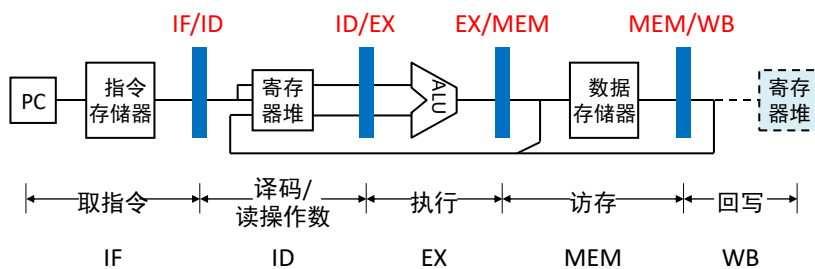 IF/ID
ID/EX
EX/MEM
MEM/WB
PC
指令
存储器
寄存
器堆
ALU
数据
存储器
寄存
器堆
取指令
译码/
读操作数
执行
访存
回写
IF
ID
EX
MEM
WB